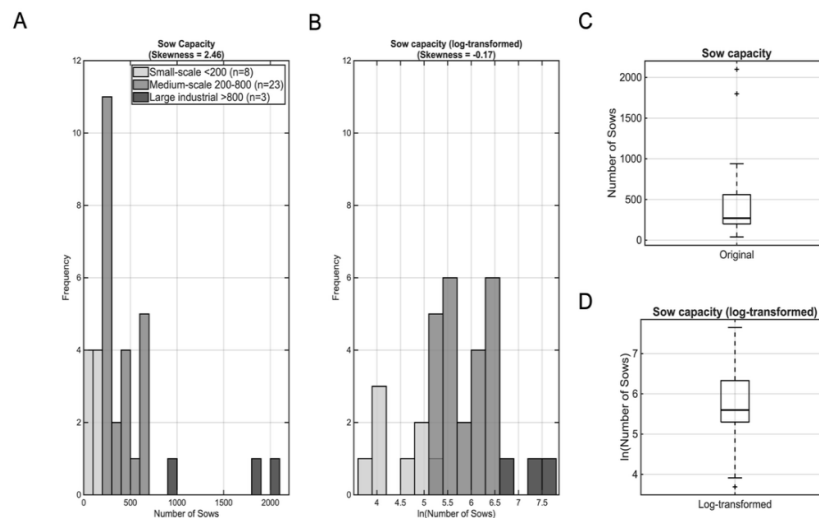 A
Sow Capacity
(Skewness = 2.46)
12
10
8
6
4
2
0
Frequency
Small-scale <200 (n=8)
Medium-scale 200-800 (n=23)
Large industrial >800 (n=3)
0 500 1000 1500 2000
Number of Sows
B
Sow capacity (log-transformed)
(Skewness = -0.17)
12
10
8
6
4
2
0
Frequency
4 4.5 5 5.5 6 6.5 7 7.5
ln(Number of Sows)
C
Sow capacity
2000
1500
1000
500
0
Number of Sows
Original
D
Sow capacity (log-transformed)
7
6
5
4
ln(Number of Sows)
Log-transformed